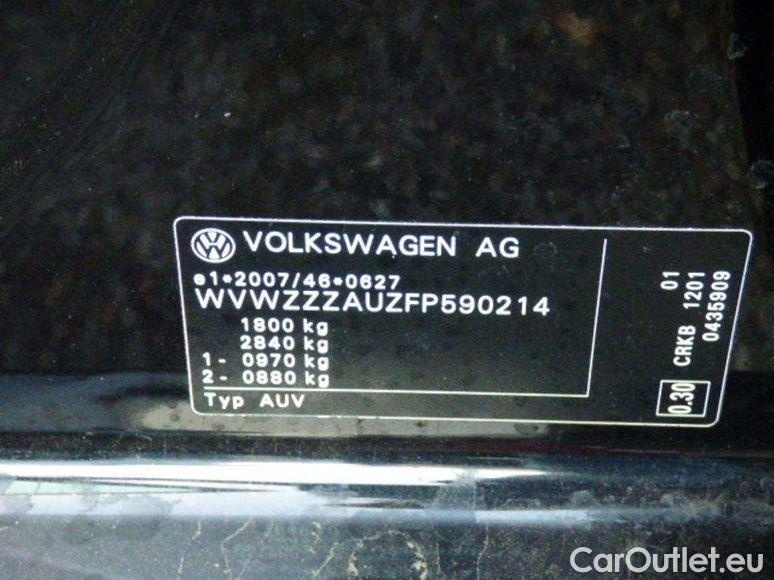 VOLKSWAGEN AG
e1*2007/46*0627
WVWZZZAUZFP590214
1800 kg
2840 kg
1- 0970 kg
2- 0880 kg
Typ AUV
01
CRKB 1201
0435909
0.30
CarOutlet.eu